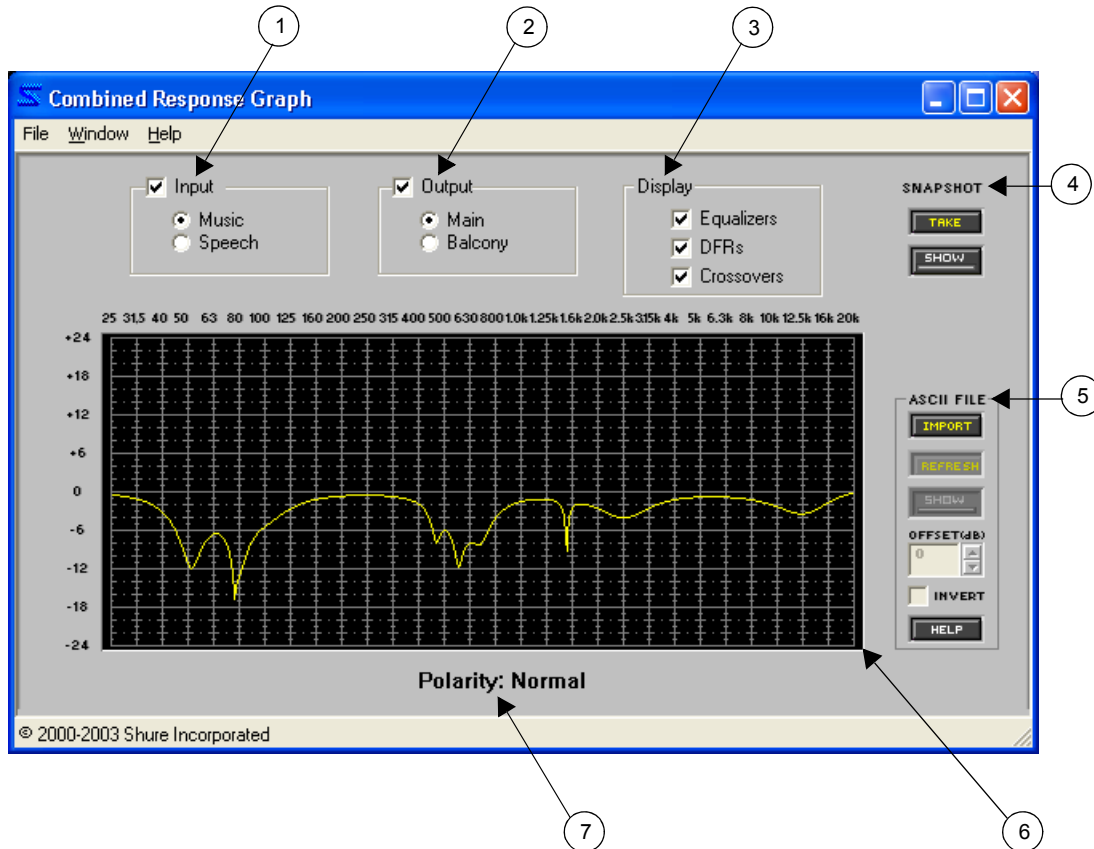 1
2
3
Combined Response Graph
File Window Help
Input
Music
Speech
Output
Main
Balcony
Display
Equalizers
DFRs
Crossovers
SNAPSHOT
4
TAKE
SHOW
25 31.5 40 50 63 80 100 125 160 200 250 315 400 500 630 800 1.0k 1.25k 1.6k 2.0k 2.5k 3.15k 4k 5k 6.3k 8k 10k 12.5k 16k 20k
+24
+18
+12
+6
0
-6
-12
-18
-24
ASCII FILE
5
IMPORT
REFRESH
SHOW
OFFSET(dB)
0
INVERT
HELP
Polarity: Normal
© 2000-2003 Shure Incorporated
7
6